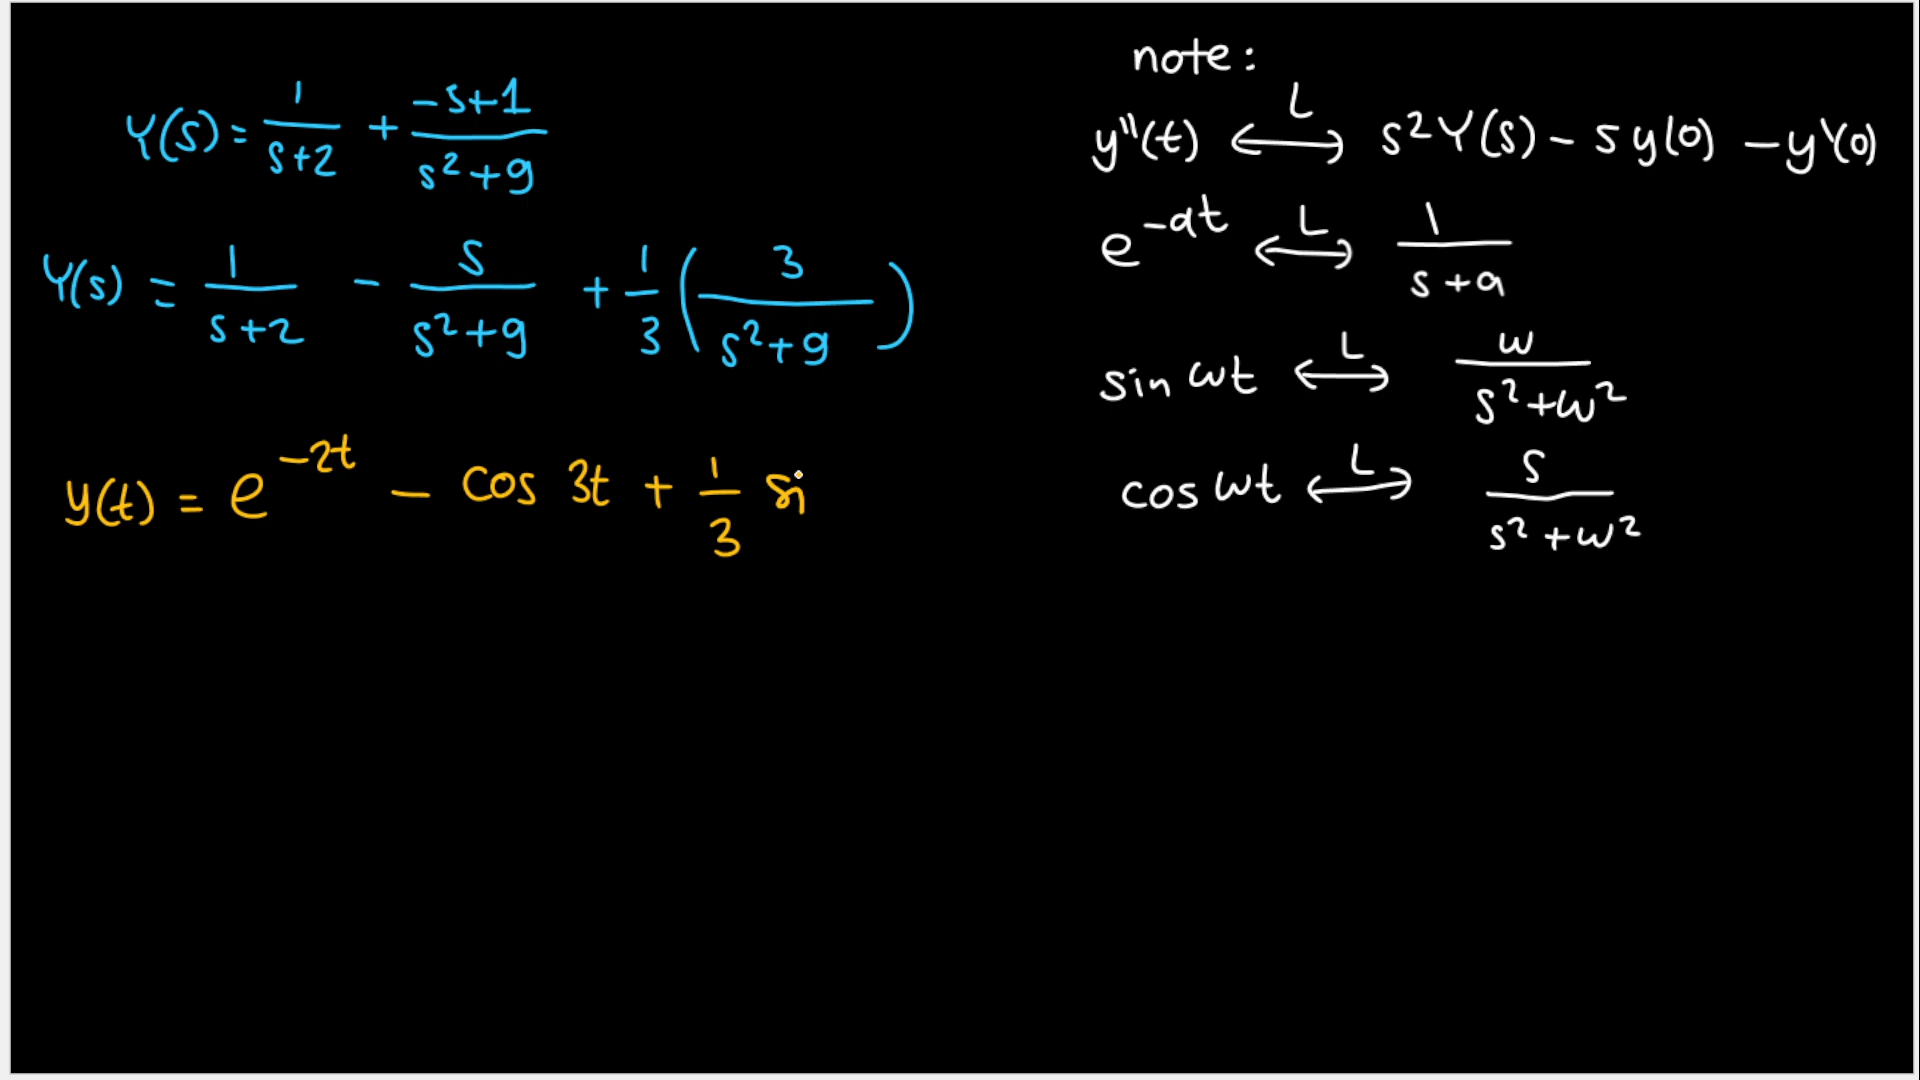 Y(s) = 1/(s+2) + (-s+1)/(s²+9)
Y(s) = 1/(s+2) - s/(s²+9) + 1/3 (3/(s²+9))
y(t) = e^(-2t) - cos 3t + 1/3 si
note:
y"(t) ⟷ L s²Y(s) - sy(0) - y'(0)
e^(-at) ⟷ L 1/(s+a)
sin ωt ⟷ L ω/(s²+ω²)
cos ωt ⟷ L s/(s²+ω²)